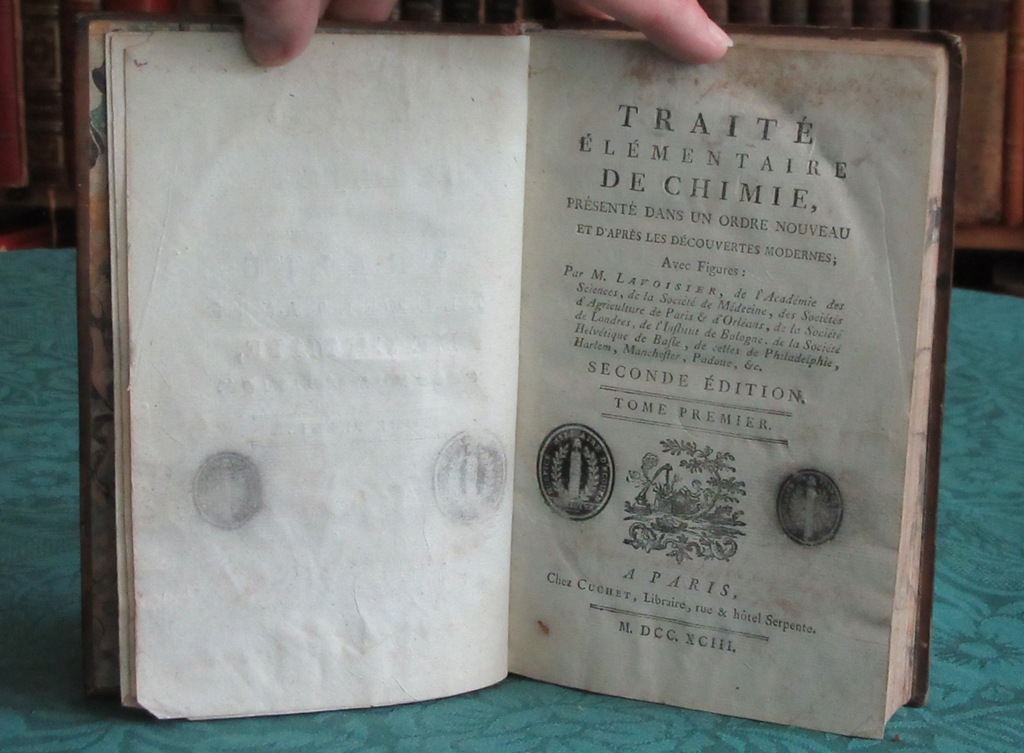 TRAITÉ
ÉLÉMENTAIRE
DE CHIMIE,
PRÉSENTÉ DANS UN ORDRE NOUVEAU
ET D'APRÈS LES DÉCOUVERTES MODERNES;
Avec Figures:
Par M. LAVOISIER, de l'Académie des
Sciences, de la Société de Médecine, des Sociétés
d'Agriculture de Paris & d'Orléans, de la Société
de Londres, de l'Inſtitut de Bologne, de la Société
Helvétique de Baſle, de celles de Philadelphie,
Harlem, Mancheſter, Padoue, &c.
SECONDE ÉDITION.
TOME PREMIER.
A PARIS,
Chez CUCHET, Libraire, rue & hôtel Serpente.
M. DCC. XCIII.